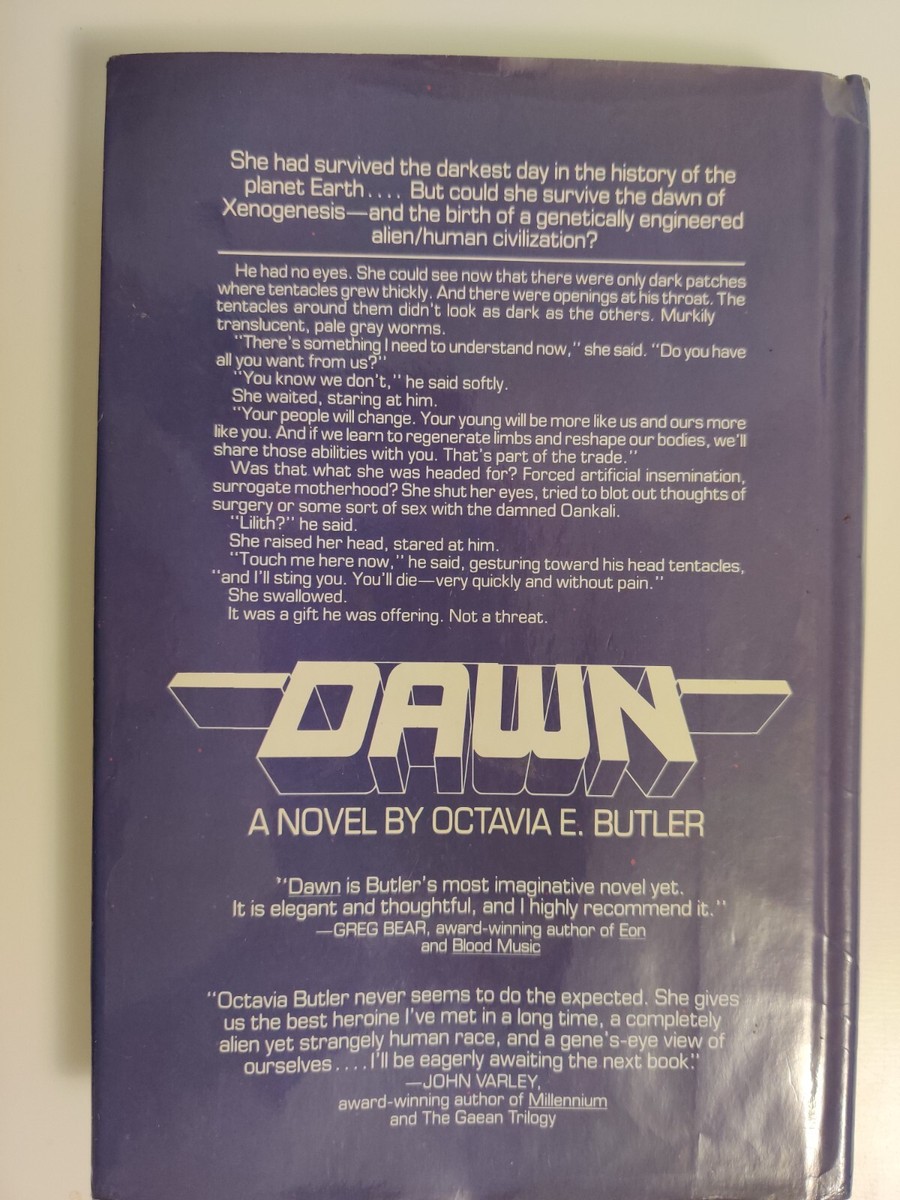 She had survived the darkest day in the history of the
planet Earth.... But could she survive the dawn of
Xenogenesis—and the birth of a genetically engineered
alien/human civilization?
He had no eyes. She could see now that there were only dark patches
where tentacles grew thickly. And there were openings at his throat. The
tentacles around them didn't look as dark as the others. Murkily
translucent, pale gray worms.
"There's something I need to understand now," she said. "Do you have
all you want from us?"
"You know we don't," he said softly.
She waited, staring at him.
"Your people will change. Your young will be more like us and ours more
like you. And if we learn to regenerate limbs and reshape our bodies, we'll
share those abilities with you. That's part of the trade."
Was that what she was headed for? Forced artificial insemination,
surrogate motherhood? She shut her eyes, tried to blot out thoughts of
surgery or some sort of sex with the damned Oankali.
"Lilith?" he said.
She raised her head, stared at him.
"Touch me here now," he said, gesturing toward his head tentacles,
"and I'll sting you. You'll die—very quickly and without pain."
She swallowed.
It was a gift he was offering. Not a threat.
DAWN
A NOVEL BY OCTAVIA E. BUTLER
"Dawn is Butler's most imaginative novel yet.
It is elegant and thoughtful, and I highly recommend it."
—GREG BEAR, award-winning author of Eon
and Blood Music
"Octavia Butler never seems to do the expected. She gives
us the best heroine I've met in a long time, a completely
alien yet strangely human race, and a gene's-eye view of
ourselves....I'll be eagerly awaiting the next book."
—JOHN VARLEY,
award-winning author of Millennium
and The Gaean Trilogy